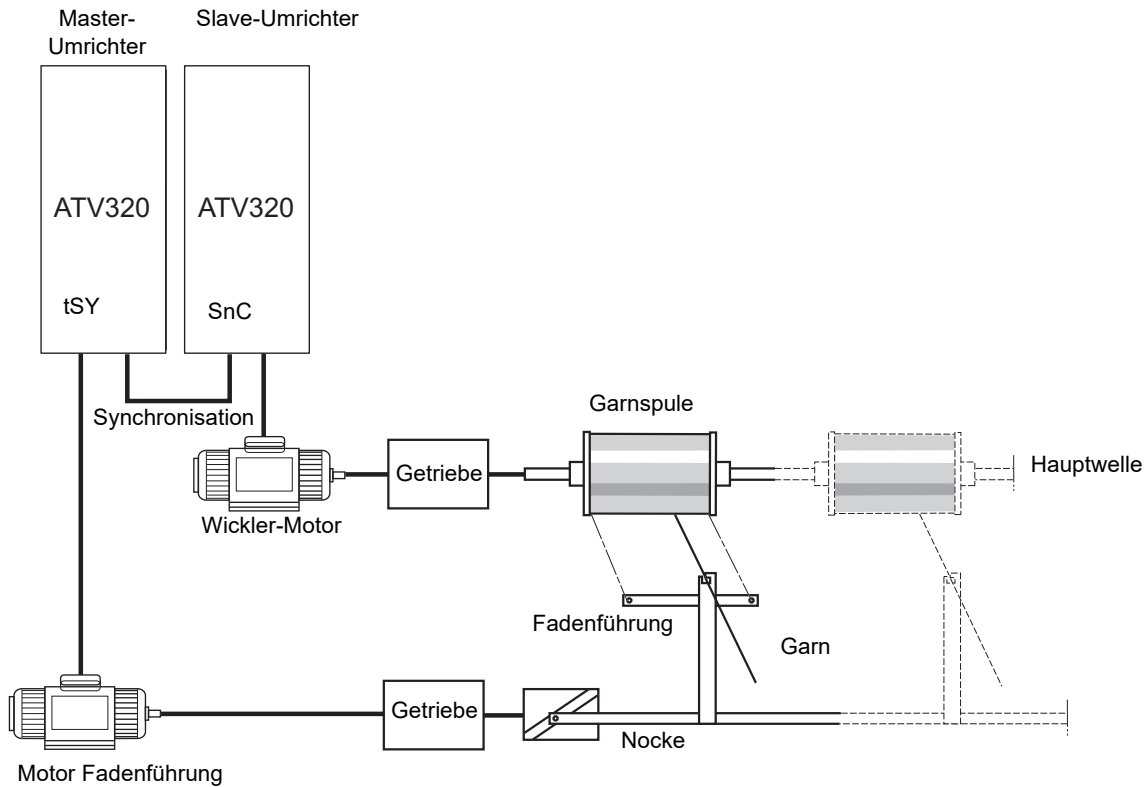 Master-
Umrichter
Slave-Umrichter
ATV320
ATV320
tSY
SnC
Synchronisation
Garnspule
Getriebe
Hauptwelle
Wickler-Motor
Fadenführung
Garn
Getriebe
Nocke
Motor Fadenführung